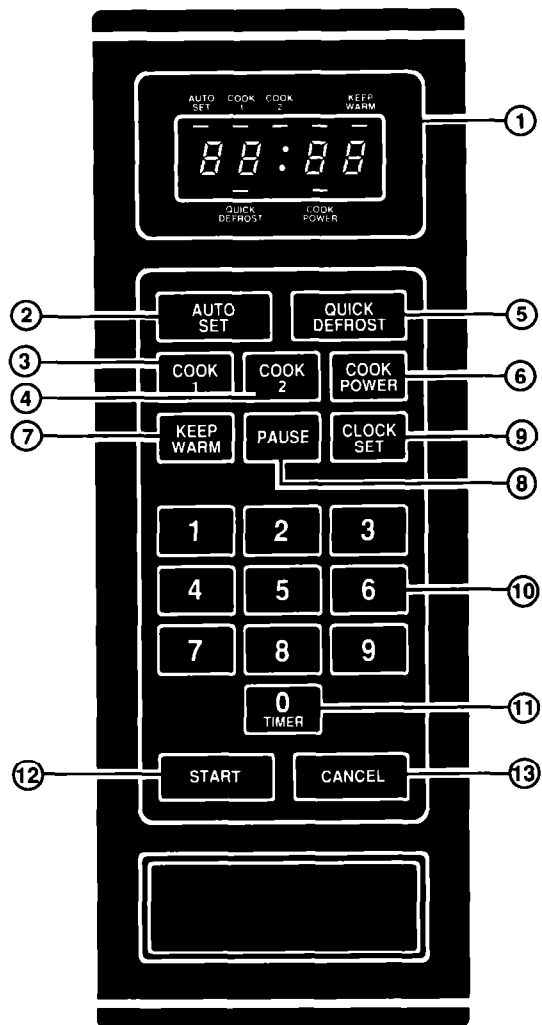 AUTO SET COOK 1 COOK 2 KEEP WARM
88:88
QUICK DEFROST COOK POWER
1
2 AUTO SET QUICK DEFROST 5
3 COOK 1 COOK 2 COOK POWER 6
4
7 KEEP WARM PAUSE CLOCK SET 9
8
1 2 3
4 5 6 10
7 8 9
0 TIMER 11
12 START CANCEL 13